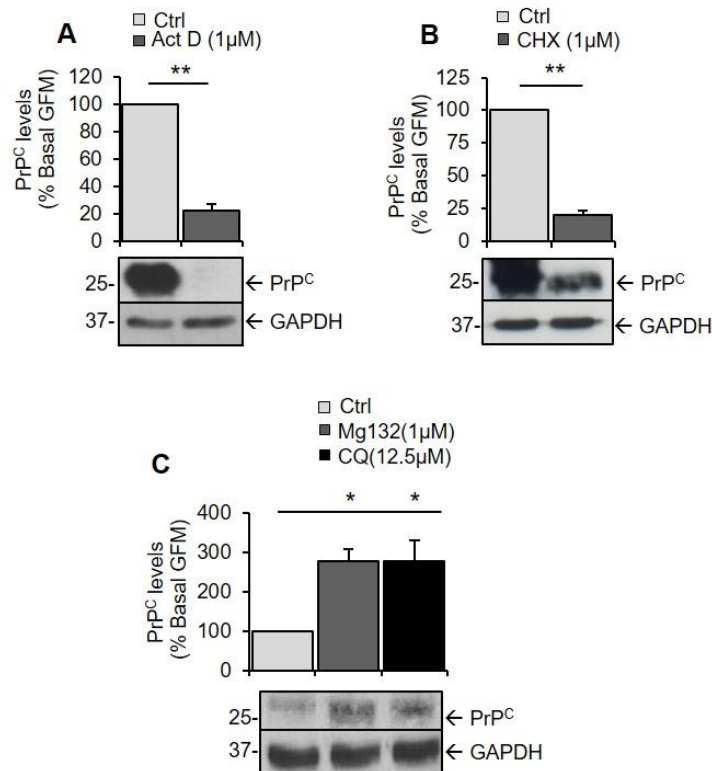 A
Ctrl
Act D (1µM)
**
PrPᶜ levels
(% Basal GFM)
120
100
80
60
40
20
0
25-
← PrPᶜ
37-
← GAPDH
B
Ctrl
CHX (1µM)
**
PrPᶜ levels
(% Basal GFM)
125
100
75
50
25
0
25-
← PrPᶜ
37-
← GAPDH
C
Ctrl
Mg132(1µM)
CQ(12.5µM)
* *
PrPᶜ levels
(% Basal GFM)
400
300
200
100
0
25-
← PrPᶜ
37-
← GAPDH